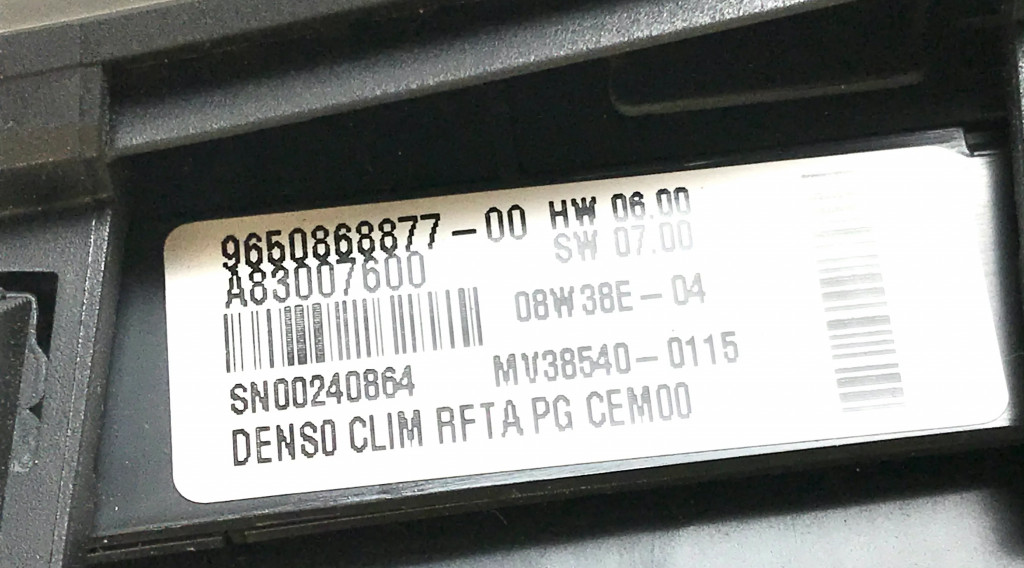 9650868877-00 HW 06.00
A83007600 SW 07.00
08W38E-04
SN00240864 MV38540-0115
DENSO CLIM RFTA PG CEM00